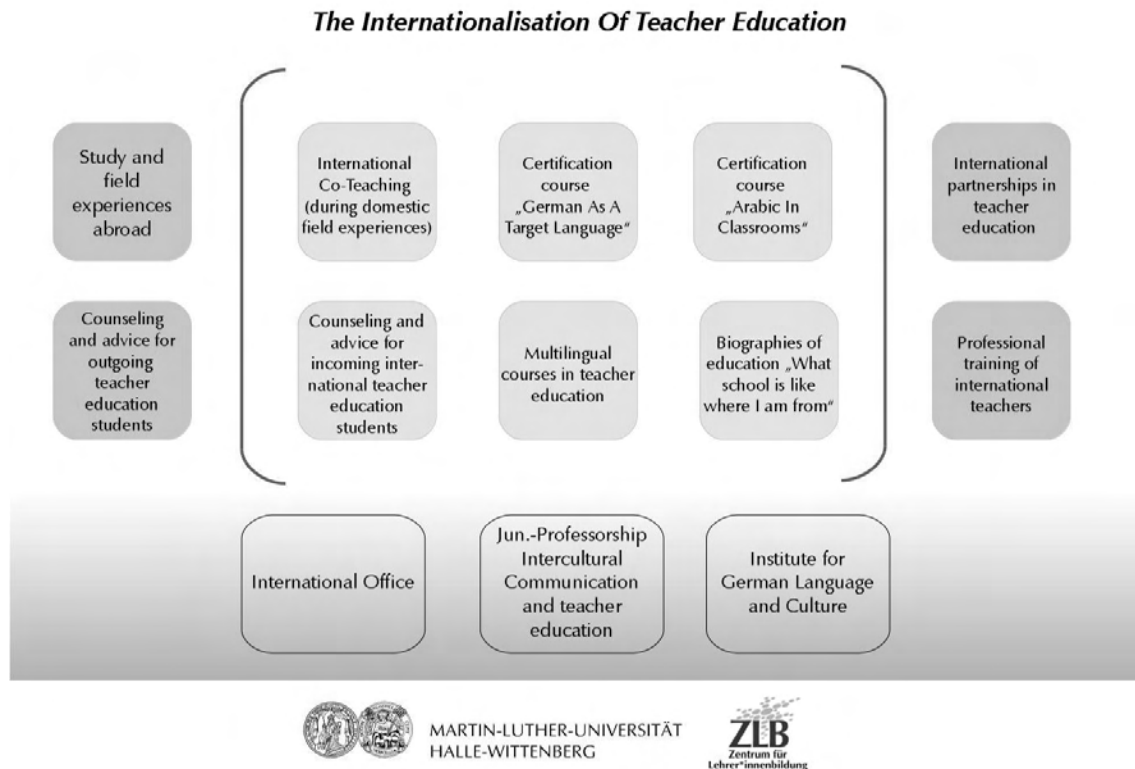 The Internationalisation Of Teacher Education
Study and
field
experiences
abroad
International
Co-Teaching
(during domestic
field experiences)
Certification
course
„German As A
Target Language“
Certification
course
„Arabic In
Classrooms“
International
partnerships in
teacher
education
Counseling
and advice for
outgoing
teacher
education
students
Counseling and
advice for
incoming inter-
national teacher
education
students
Multilingual
courses in teacher
education
Biographies of
education „What
school is like
where I am from“
Professional
training of
international
teachers
International Office
Jun.-Professorship
Intercultural
Communication
and teacher
education
Institute for
German Language
and Culture
MARTIN-LUTHER-UNIVERSITÄT
HALLE-WITTENBERG
ZLB
Zentrum für
Lehrer*innenbildung